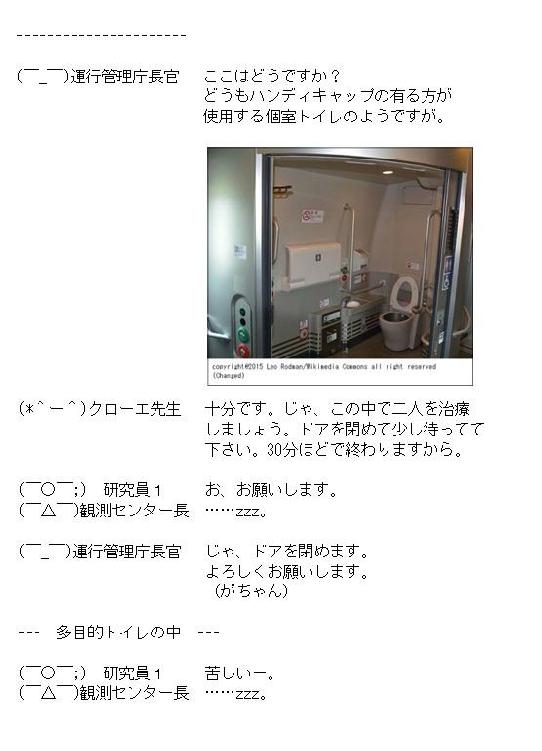 ----------------------
(￣_￣)運行管理庁長官 ここはどうですか？
どうもハンディキャップの有る方が
使用する個室トイレのようですが。
copyright©2015 Leo Rodman/Wikimedia Commons all right reserved
(Changed)
(*＾ー＾)クローエ先生 十分です。じゃ、この中で二人を治療
しましょう。ドアを閉めて少し待ってて
下さい。30分ほどで終わりますから。
(￣○￣;) 研究員１ お、お願いします。
(￣△￣)観測センター長 ……zzz。
(￣_￣)運行管理庁長官 じゃ、ドアを閉めます。
よろしくお願いします。
(がちゃん)
--- 多目的トイレの中 ---
(￣○￣;) 研究員１ 苦しいー。
(￣△￣)観測センター長 ……zzz。